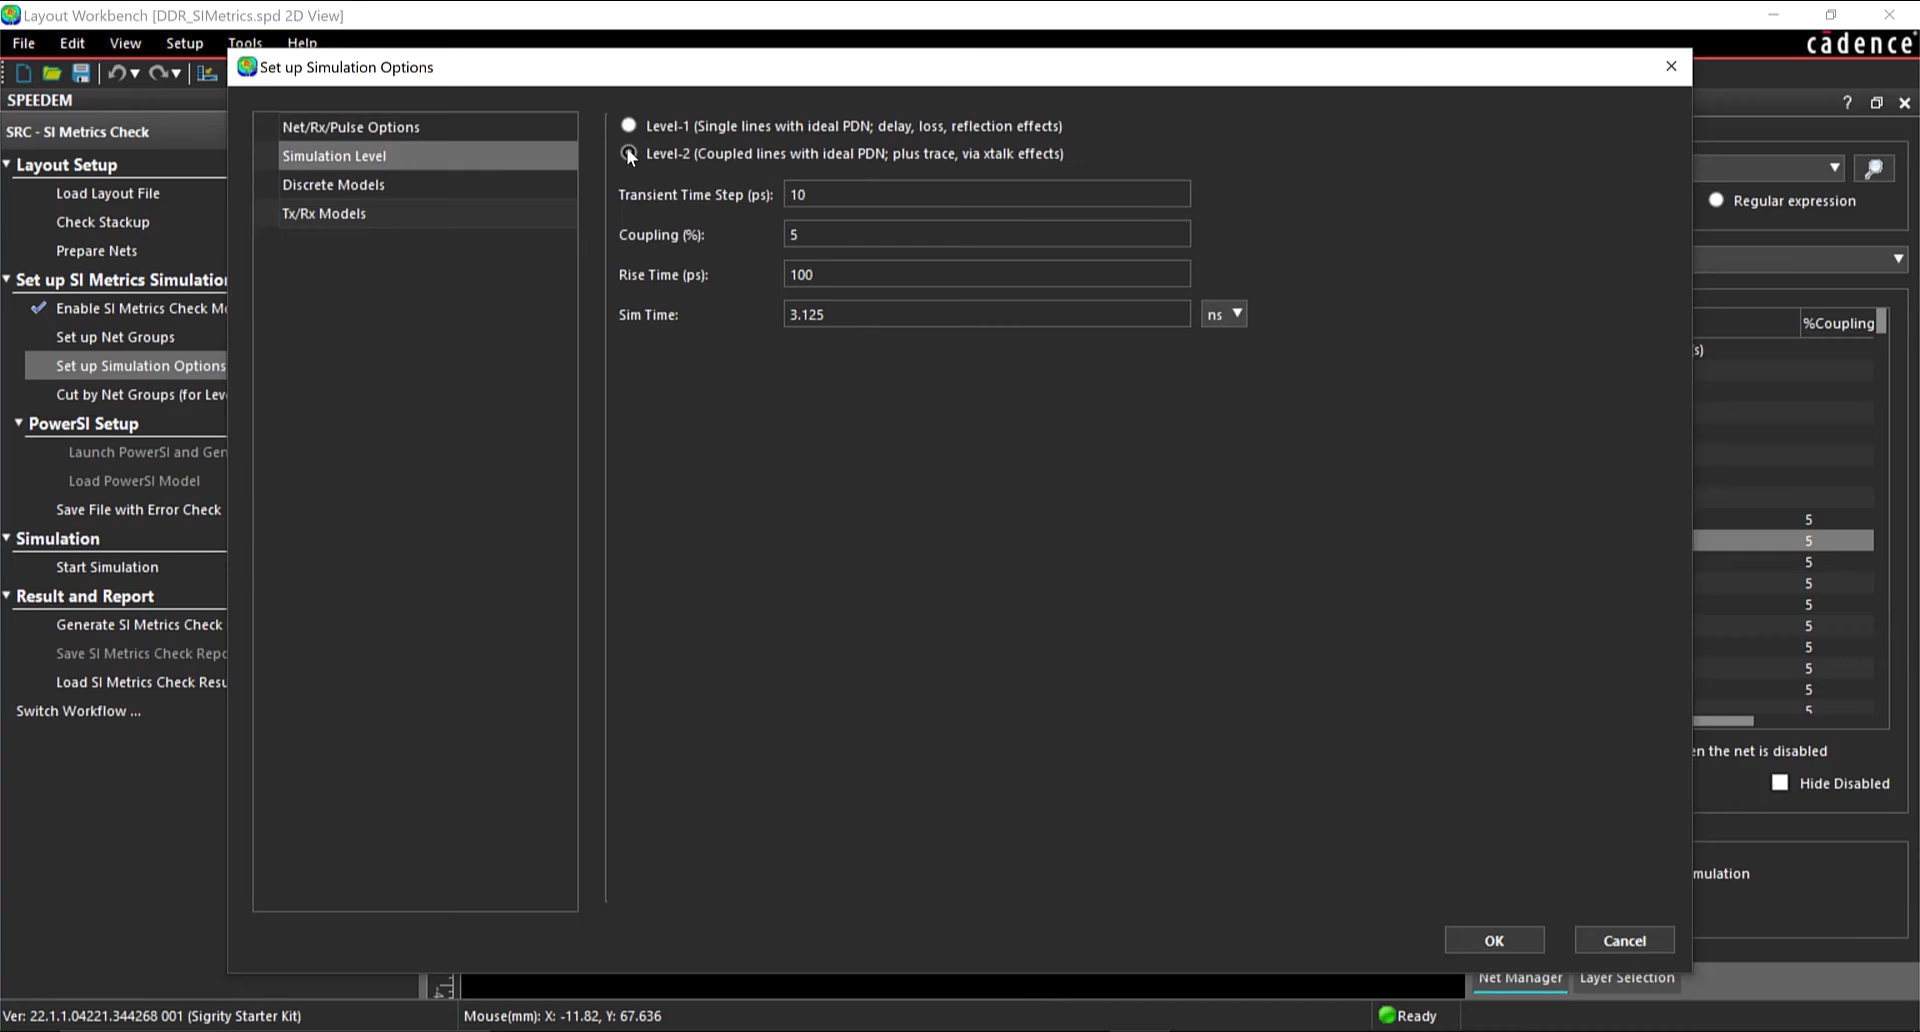 Layout Workbench [DDR_SIMetrics.spd 2D View]
File Edit View Setup Tools Help
cādence
Set up Simulation Options
SPEEDEM
SRC - SI Metrics Check
Layout Setup
Load Layout File
Check Stackup
Prepare Nets
Set up SI Metrics Simulation
Enable SI Metrics Check Mo
Set up Net Groups
Set up Simulation Options
Cut by Net Groups (for Lev
PowerSI Setup
Launch PowerSI and Gen
Load PowerSI Model
Save File with Error Check
Simulation
Start Simulation
Result and Report
Generate SI Metrics Check
Save SI Metrics Check Repo
Load SI Metrics Check Resu
Switch Workflow ...
Net/Rx/Pulse Options
Simulation Level
Discrete Models
Tx/Rx Models
Level-1 (Single lines with ideal PDN; delay, loss, reflection effects)
Level-2 (Coupled lines with ideal PDN; plus trace, via xtalk effects)
Transient Time Step (ps): 10
Coupling (%): 5
Rise Time (ps): 100
Sim Time: 3.125 ns
OK Cancel
?
Regular expression
%Coupling
s)
5
5
5
5
5
5
5
5
5
5
en the net is disabled
Hide Disabled
mulation
Net Manager Layer Selection
Ver: 22.1.1.04221.344268 001 (Sigrity Starter Kit)
Mouse(mm): X: -11.82, Y: 67.636
Ready